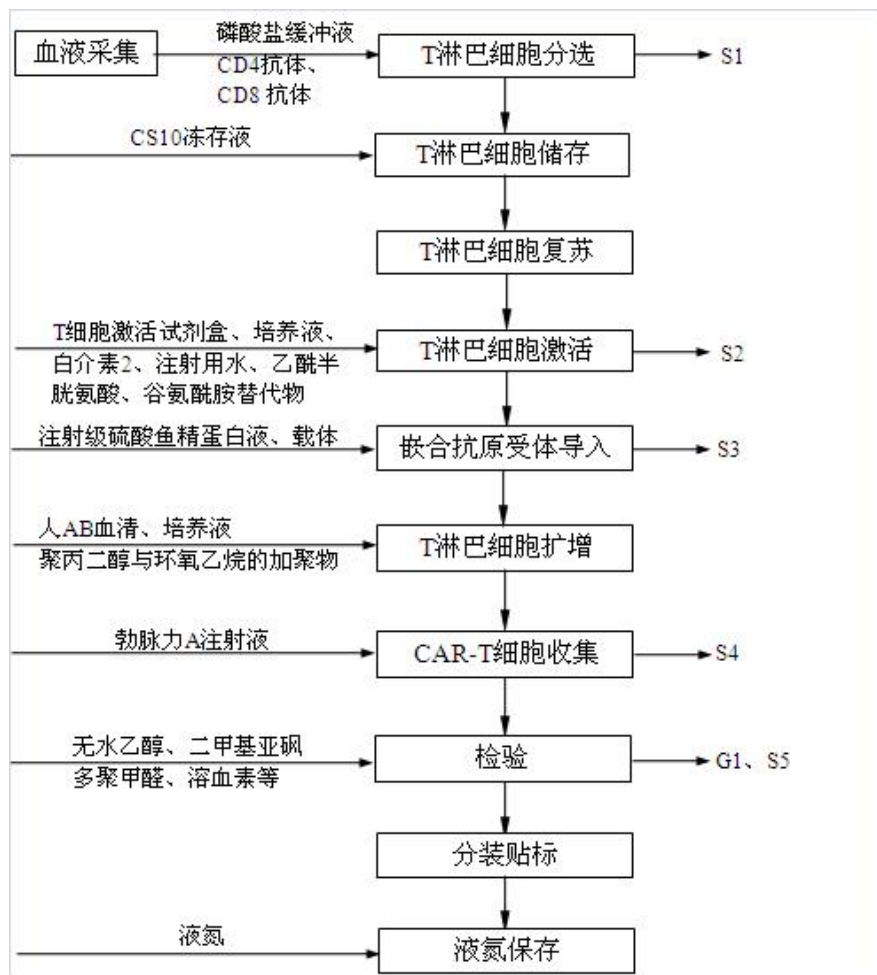 血液采集
磷酸盐缓冲液
CD4抗体、
CD8 抗体
T淋巴细胞分选
S1
CS10冻存液
T淋巴细胞储存
T淋巴细胞复苏
T细胞激活试剂盒、培养液、
白介素2、注射用水、乙酰半
胱氨酸、谷氨酰胺替代物
T淋巴细胞激活
S2
注射级硫酸鱼精蛋白液、载体
嵌合抗原受体导入
S3
人AB血清、培养液
聚丙二醇与环氧乙烷的加聚物
T淋巴细胞扩增
勃脉力A注射液
CAR-T细胞收集
S4
无水乙醇、二甲基亚砜
多聚甲醛、溶血素等
检验
G1、S5
分装贴标
液氮
液氮保存